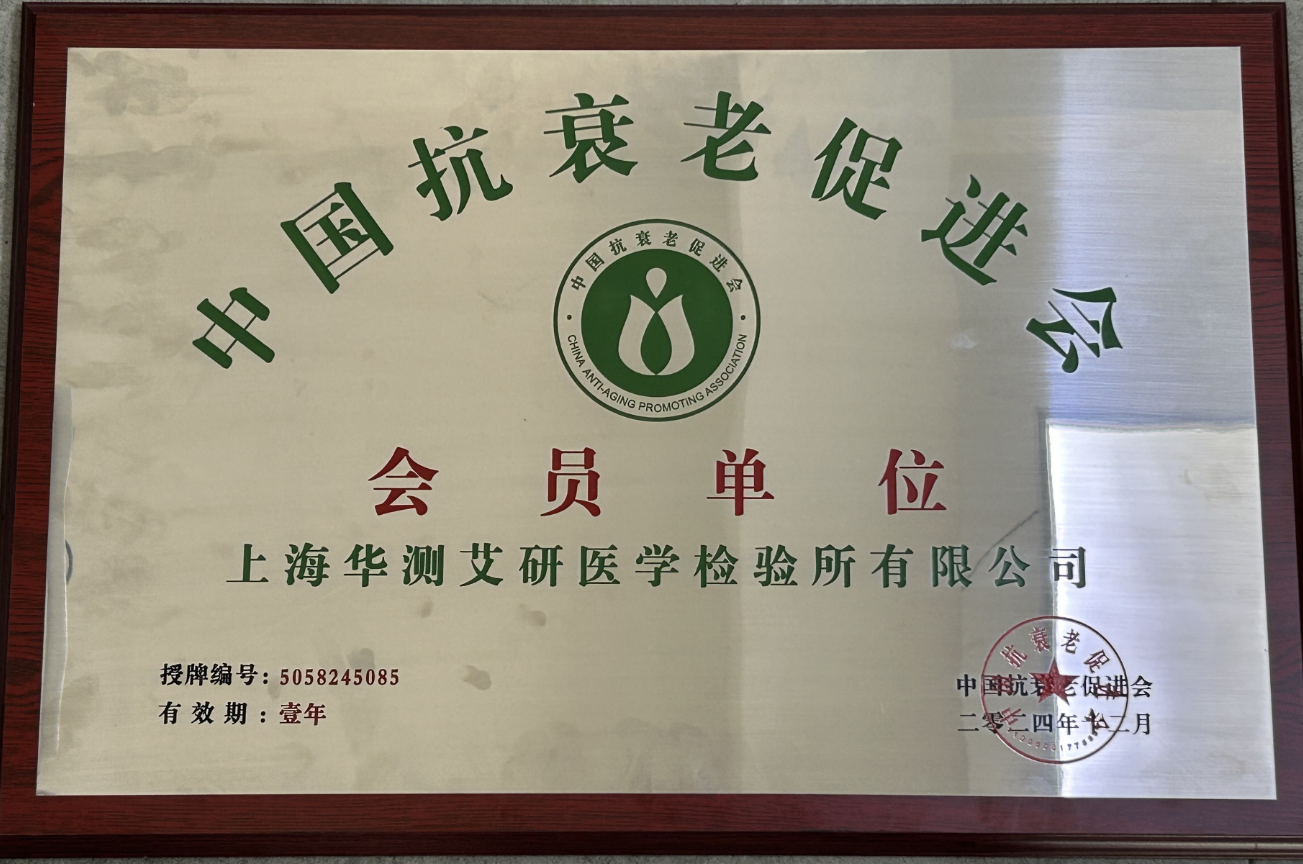 中国抗衰老促进会
中国抗衰老促进会
CHINA ANTI-AGING PROMOTING ASSOCIATION
会员单位
上海华测艾研医学检验所有限公司
授牌编号：5058245085
有效期：壹年
中国抗衰老促进会
二零二四年十二月